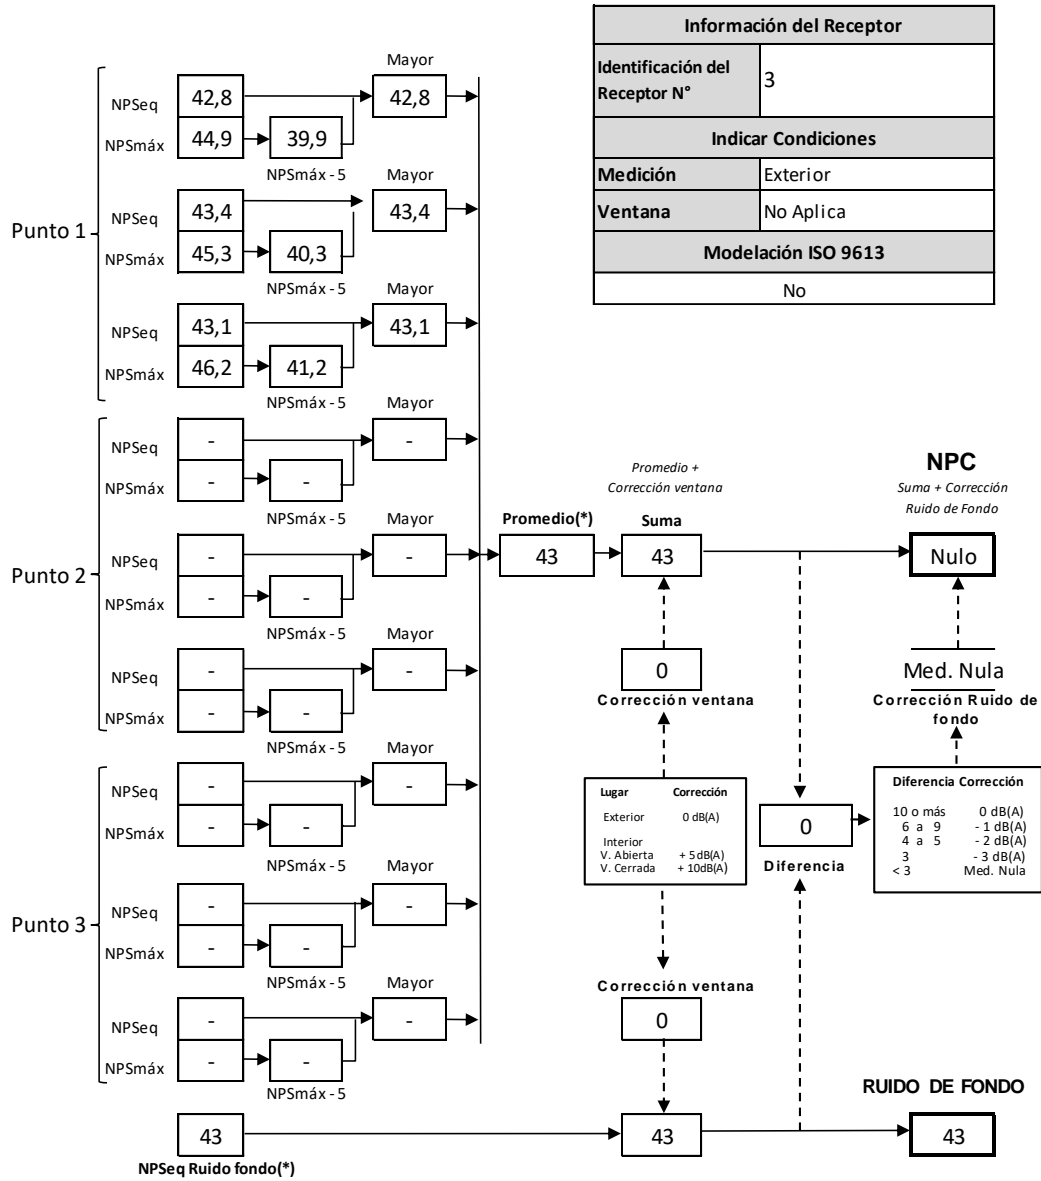 Información del Receptor
Identificación del
Receptor N°
3
Indicar Condiciones
Medición
Exterior
Ventana
No Aplica
Modelación ISO 9613
No
Punto 1
Mayor
NPSeq
42,8
42,8
NPSmáx
44,9
39,9
NPSmáx - 5
Mayor
NPSeq
43,4
43,4
NPSmáx
45,3
40,3
NPSmáx - 5
Mayor
NPSeq
43,1
43,1
NPSmáx
46,2
41,2
NPSmáx - 5
Punto 2
Mayor
NPSeq
-
-
NPSmáx
-
-
NPSmáx - 5
Mayor
NPSeq
-
-
NPSmáx
-
-
NPSmáx - 5
Mayor
NPSeq
-
-
NPSmáx
-
-
NPSmáx - 5
Punto 3
Mayor
NPSeq
-
-
NPSmáx
-
-
NPSmáx - 5
Mayor
NPSeq
-
-
NPSmáx
-
-
NPSmáx - 5
Mayor
NPSeq
-
-
NPSmáx
-
-
NPSmáx - 5
Promedio(*)
43
Promedio +
Corrección ventana
Suma
43
0
Corrección ventana
Lugar Corrección
Exterior 0 dB(A)
Interior
V. Abierta + 5dB(A)
V. Cerrada + 10dB(A)
Corrección ventana
0
0
Diferencia
NPC
Suma + Corrección
Ruido de Fondo
Nulo
Med. Nula
Corrección Ruido de
fondo
Diferencia Corrección
10 o más 0 dB(A)
6 a 9 - 1 dB(A)
4 a 5 - 2 dB(A)
3 - 3 dB(A)
< 3 Med. Nula
RUIDO DE FONDO
43
43
43
NPSeq Ruido fondo(*)